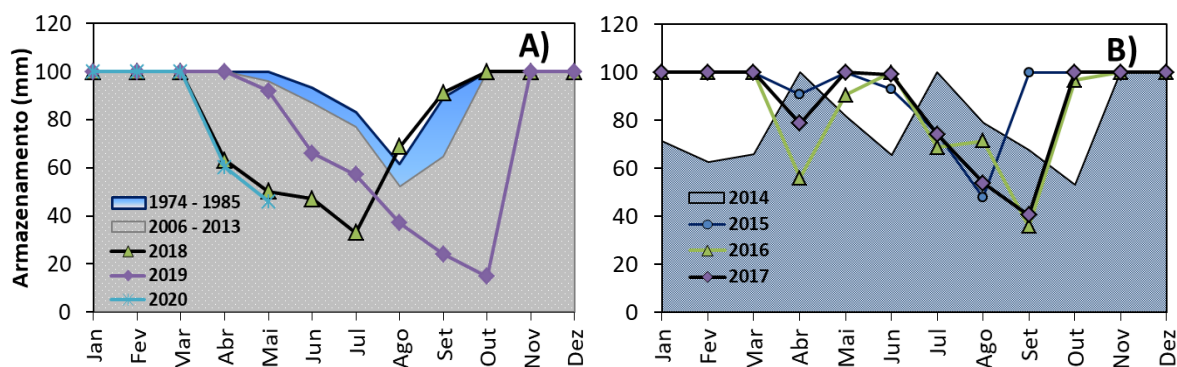 Armazenamento (mm)
120
100
80
60
40
20
0
A)
1974 - 1985
2006 - 2013
2018
2019
2020
Jan
Fev
Mar
Abr
Mai
Jun
Jul
Ago
Set
Out
Nov
Dez
120
100
80
60
40
20
0
B)
2014
2015
2016
2017
Jan
Fev
Mar
Abr
Mai
Jun
Jul
Ago
Set
Out
Nov
Dez